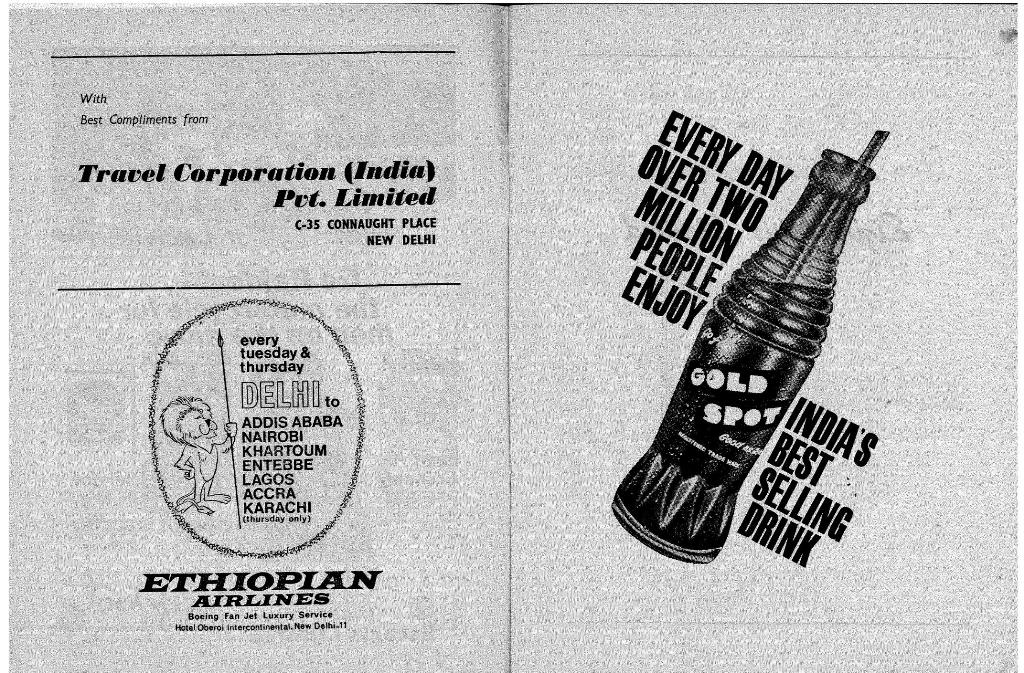 With
Best Compliments from
Travel Corporation (India)
Pvt. Limited
C-35 CONNAUGHT PLACE
NEW DELHI
every
tuesday &
thursday
DELHI to
ADDIS ABABA
NAIROBI
KHARTOUM
ENTEBBE
LAGOS
ACCRA
KARACHI
(thursday only)
ETHIOPIAN
AIRLINES
Boeing Fan Jet Luxury Service
Hotel Oberoi Intercontinental, New Delhi-11
EVERY DAY
OVER TWO
MILLION
PEOPLE
ENJOY
GOLD
SPOT
INDIA'S
BEST
SELLING
DRINK